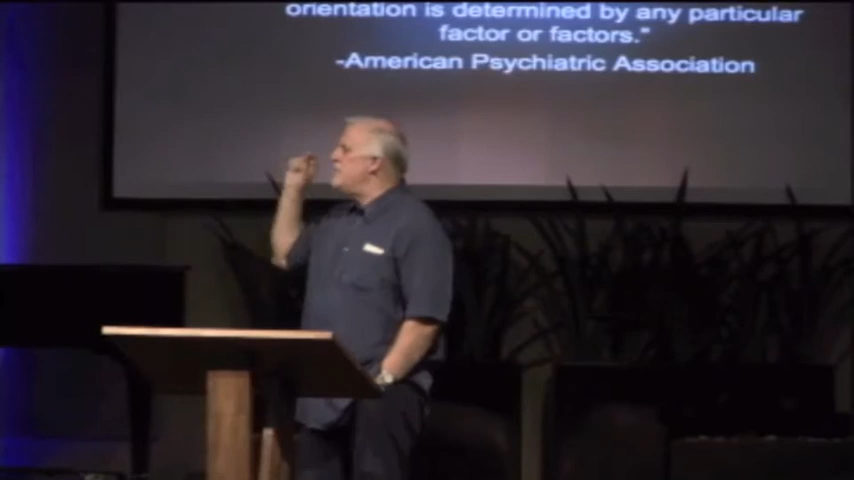 orientation is determined by any particular
factor or factors."
-American Psychiatric Association